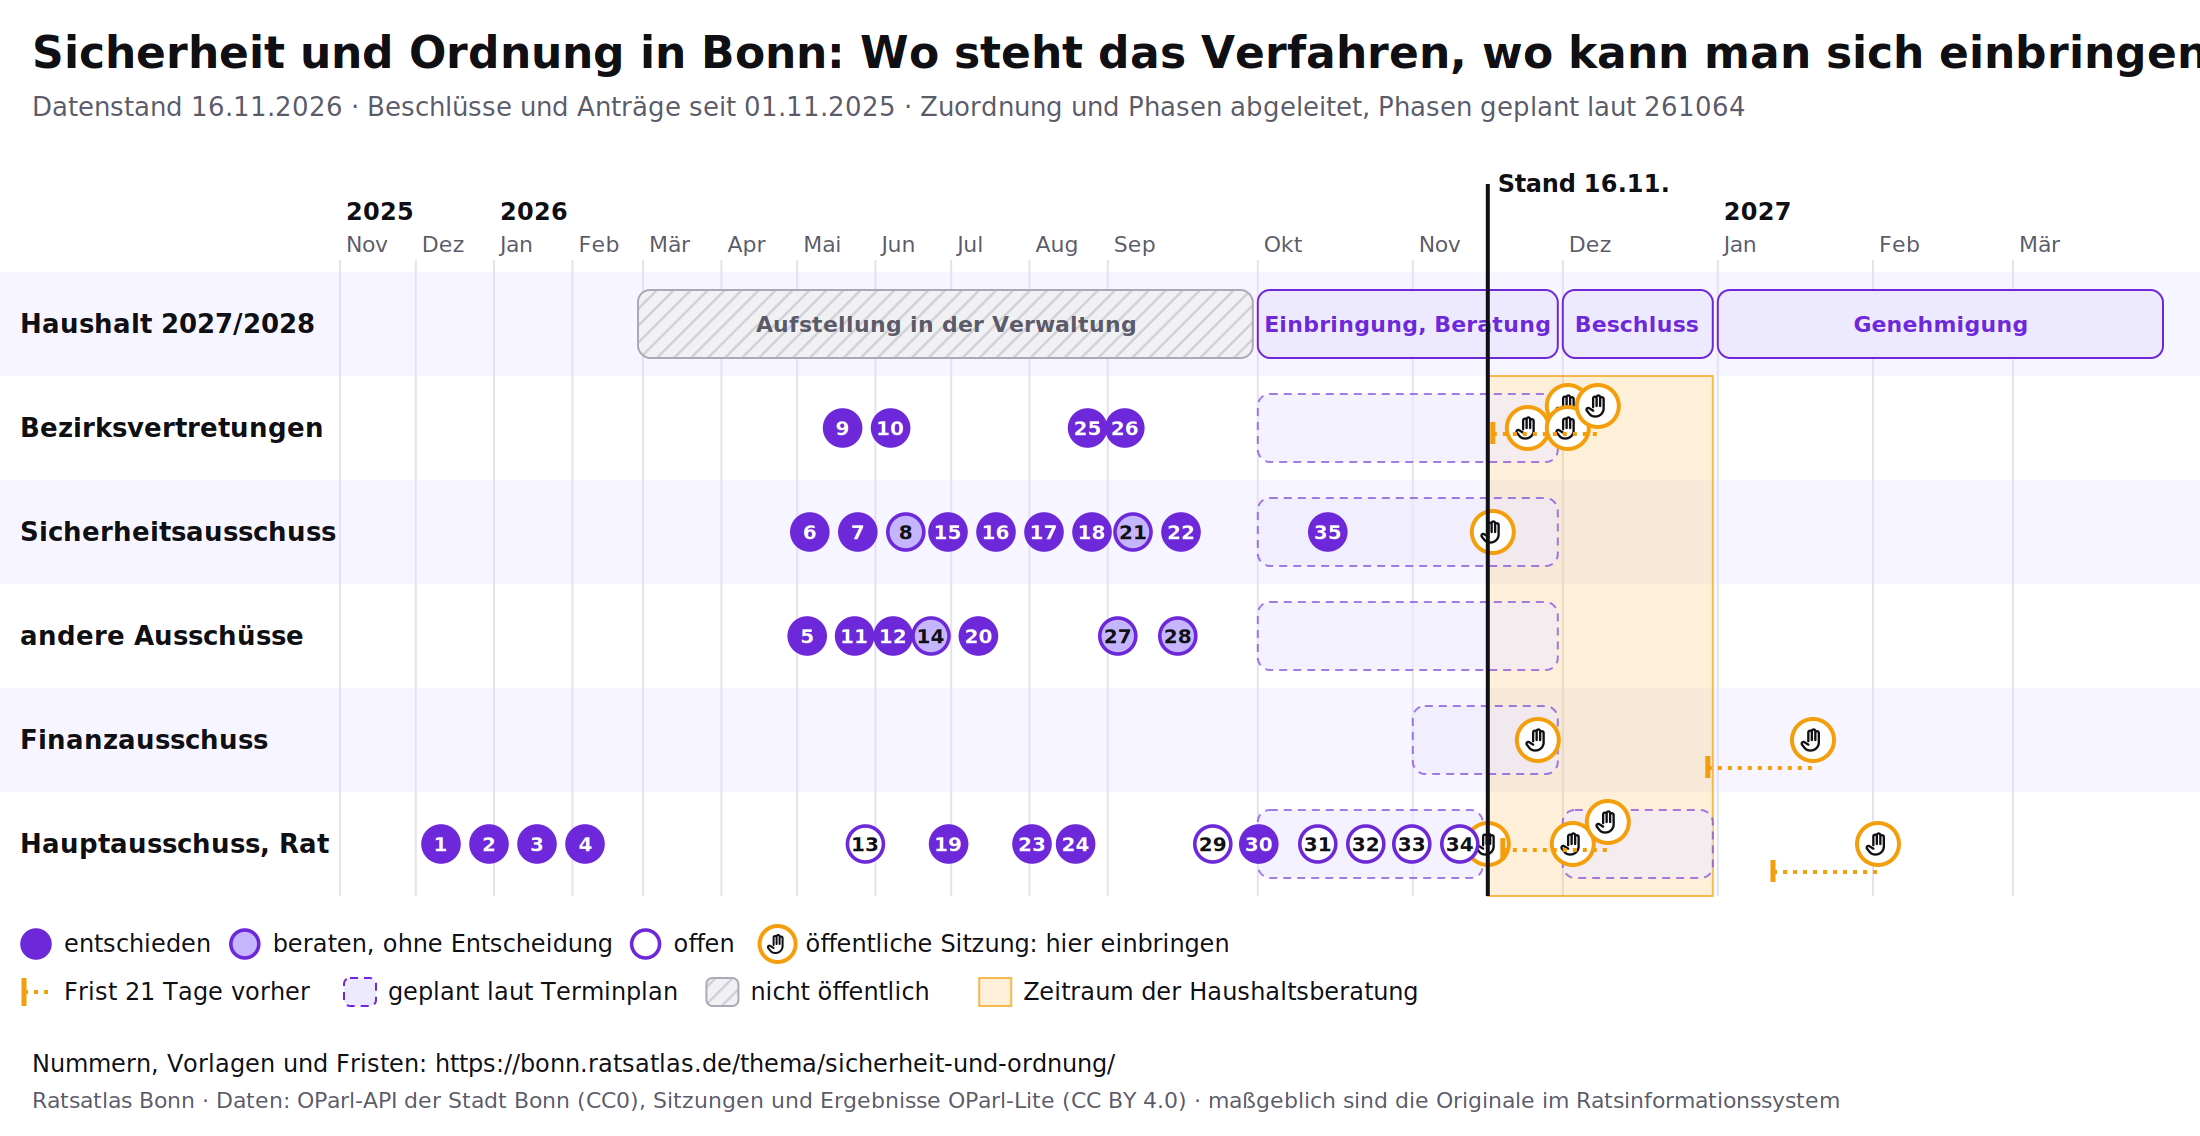 Sicherheit und Ordnung in Bonn: Wo steht das Verfahren, wo kann man sich einbringen
Datenstand 16.11.2026 · Beschlüsse und Anträge seit 01.11.2025 · Zuordnung und Phasen abgeleitet, Phasen geplant laut 261064
Stand 16.11.
2025 2026 2027
Nov Dez Jan Feb Mär Apr Mai Jun Jul Aug Sep Okt Nov Dez Jan Feb Mär
Haushalt 2027/2028 Aufstellung in der Verwaltung Einbringung, Beratung Beschluss Genehmigung
Bezirksvertretungen 9 10 25 26
Sicherheitsausschuss 6 7 8 15 16 17 18 21 22 35
andere Ausschüsse 5 11 12 14 20 27 28
Finanzausschuss
Hauptausschuss, Rat 1 2 3 4 13 19 23 24 29 30 31 32 33 34
entschieden beraten, ohne Entscheidung offen öffentliche Sitzung: hier einbringen
Frist 21 Tage vorher geplant laut Terminplan nicht öffentlich Zeitraum der Haushaltsberatung
Nummern, Vorlagen und Fristen: https://bonn.ratsatlas.de/thema/sicherheit-und-ordnung/
Ratsatlas Bonn · Daten: OParl-API der Stadt Bonn (CC0), Sitzungen und Ergebnisse OParl-Lite (CC BY 4.0) · maßgeblich sind die Originale im Ratsinformationssystem